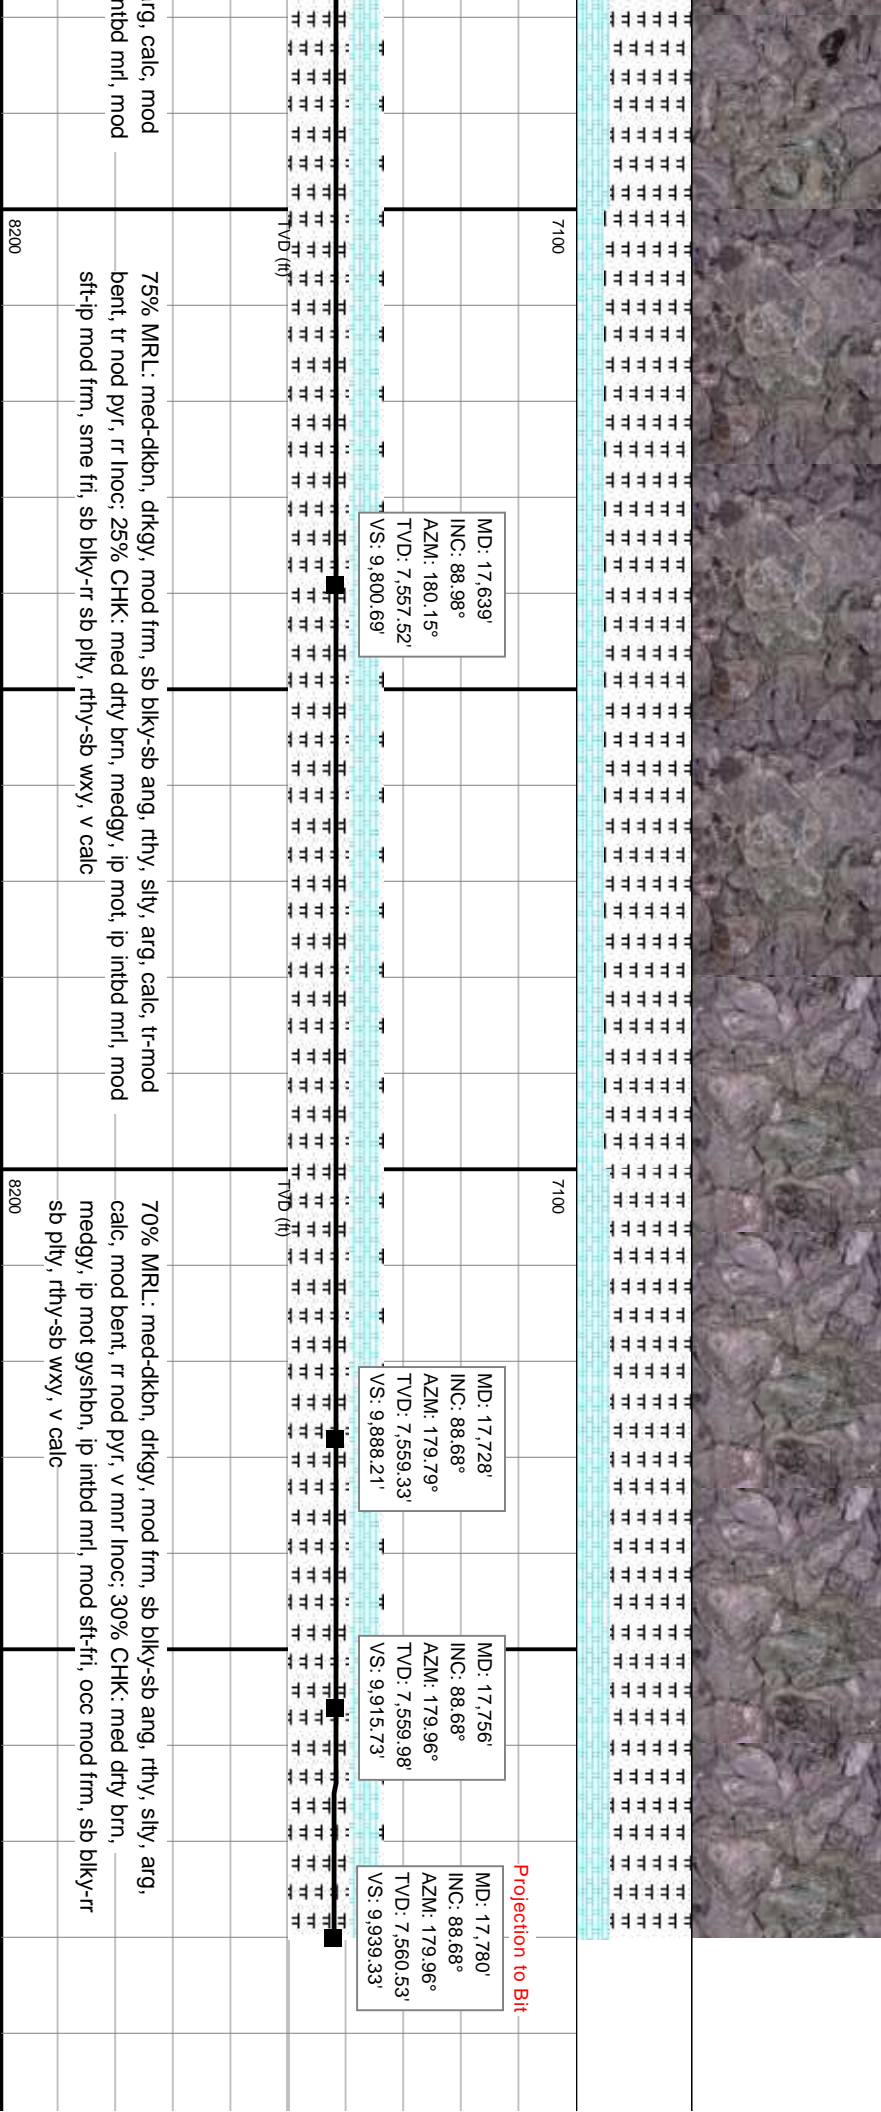 rg, calc, mod
ntbd mrl, mod
8200
TVD (ft)
7100
75% MRL: med-dkbn, drkgy, mod frm, sb blky-sb ang, rthy, slty, arg, calc, tr-mod
bent, tr nod pyr, rr Inoc; 25% CHK: med drty brn, medgy, ip mot, ip intbd mrl, mod
sft-ip mod frm, sme fri, sb blky-rr sb plty, rthy-sb wxy, v calc
MD: 17,639'
INC: 88.98°
AZM: 180.15°
TVD: 7,557.52'
VS: 9,800.69'
8200
TVD (ft)
7100
70% MRL: med-dkbn, drkgy, mod frm, sb blky-sb ang, rthy, slty, arg,
calc, mod bent, rr nod pyr, v mnr Inoc; 30% CHK: med drty brn,
medgy, ip mot gyshbn, ip intbd mrl, mod sft-fri, occ mod frm, sb blky-rr
sb plty, rthy-sb wxy, v calc
MD: 17,728'
INC: 88.68°
AZM: 179.79°
TVD: 7,559.33'
VS: 9,888.21'
MD: 17,756'
INC: 88.68°
AZM: 179.96°
TVD: 7,559.98'
VS: 9,915.73'
Projection to Bit
MD: 17,780'
INC: 88.68°
AZM: 179.96°
TVD: 7,560.53'
VS: 9,939.33'